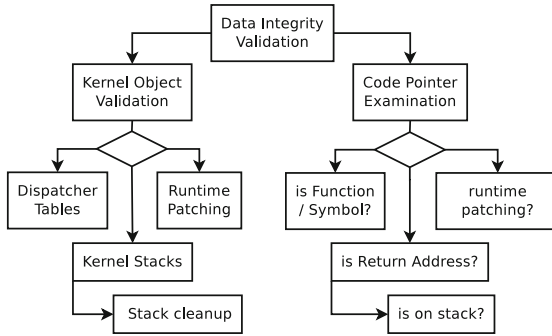 Data Integrity
Validation
Kernel Object
Validation
Code Pointer
Examination
Dispatcher
Tables
Runtime
Patching
is Function
/ Symbol?
runtime
patching?
Kernel Stacks
is Return Address?
Stack cleanup
is on stack?